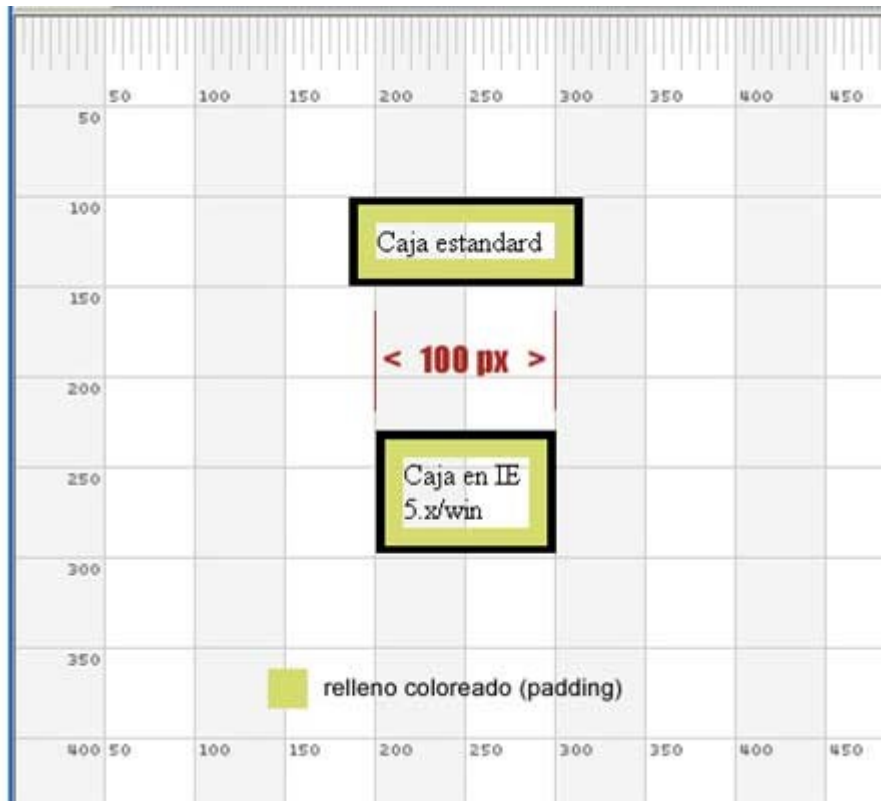 50 100 150 200 250 300 350 400 450
50
100
Caja estandard
150
< 100 px >
200
250
Caja en IE
5.x/win
300
350
relleno coloreado (padding)
400 50 100 150 200 250 300 350 400 450